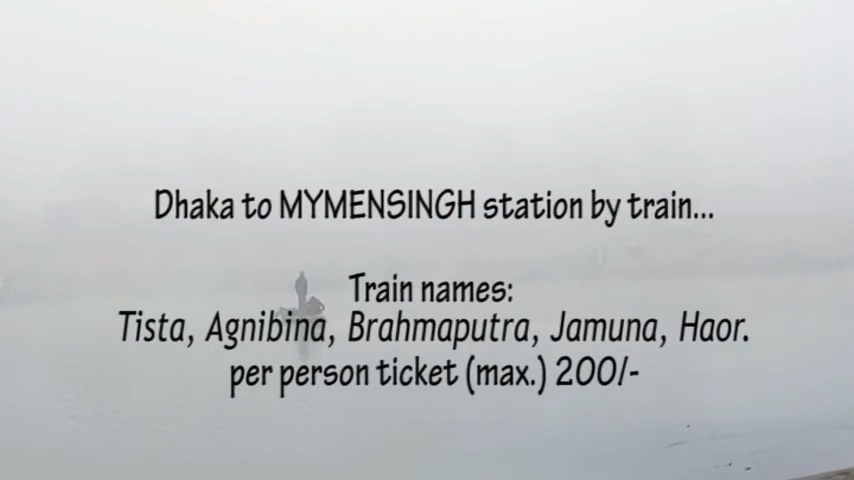 Dhaka to MYMENSINGH station by train...
Train names:
Tista, Agnibina, Brahmaputra, Jamuna, Haor.
per person ticket (max.) 200/-